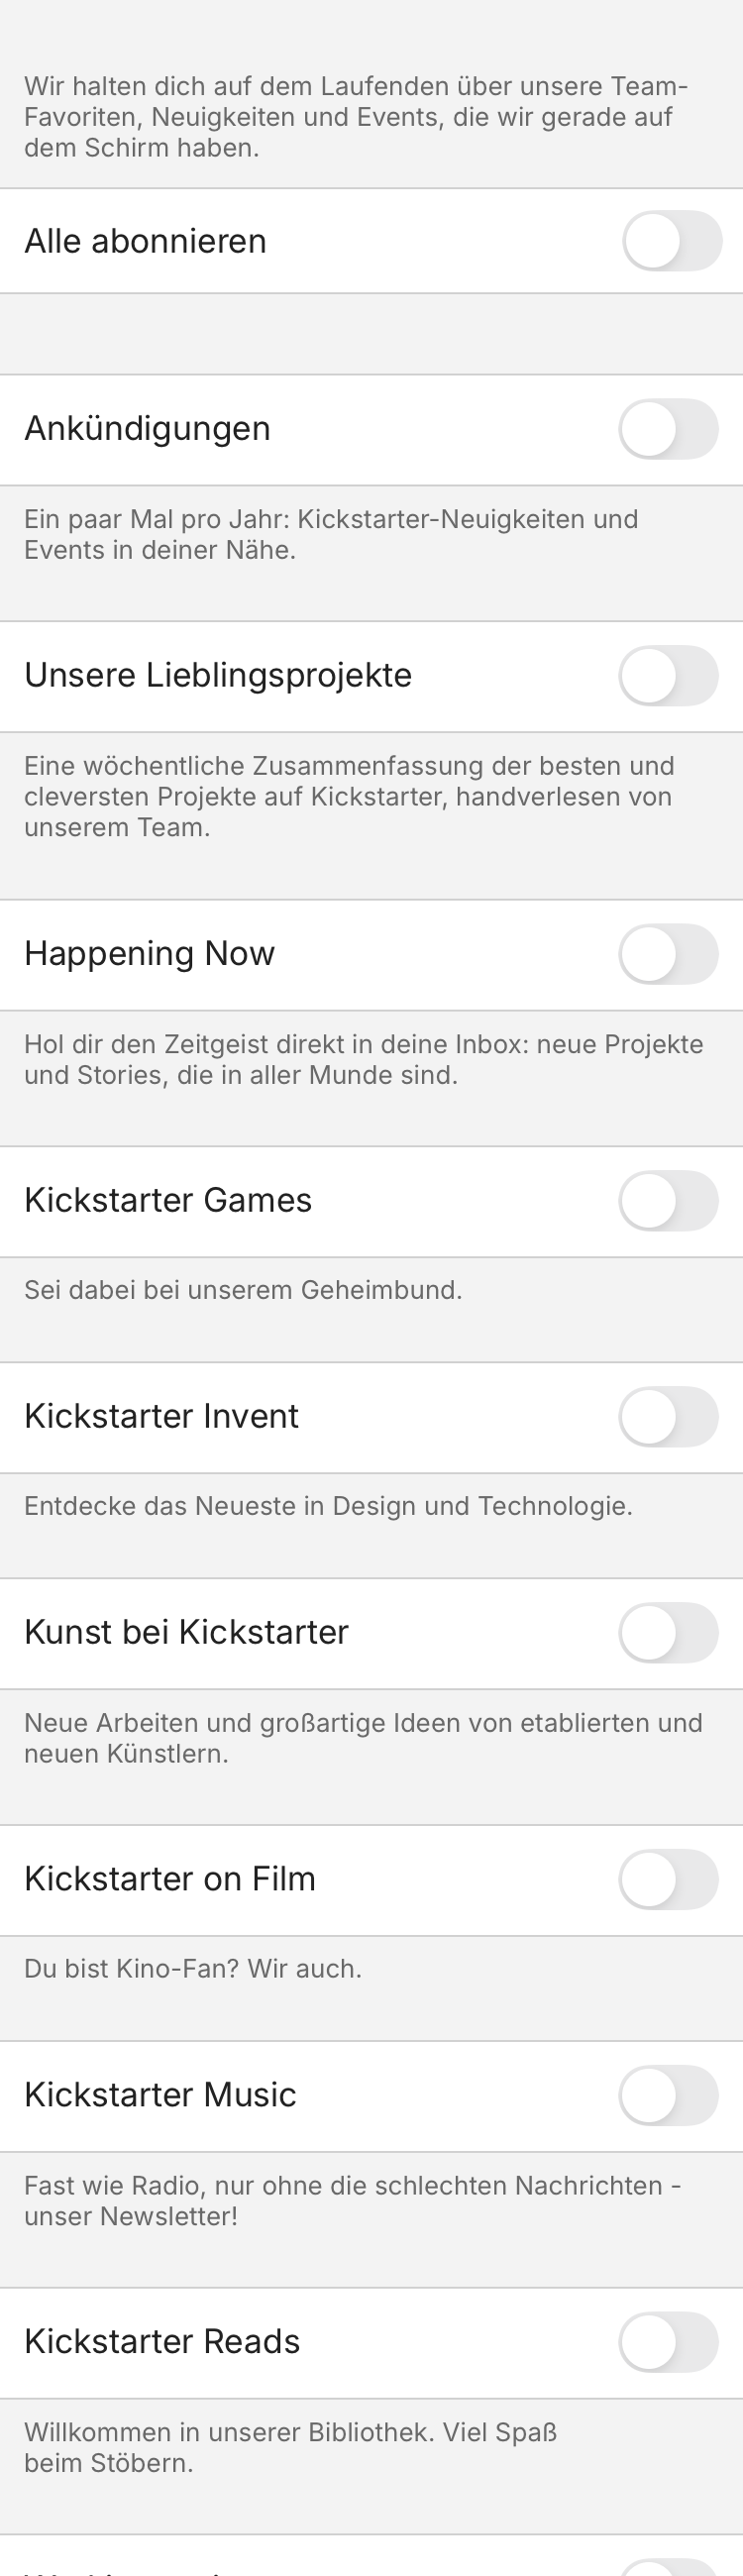 Wir halten dich auf dem Laufenden über unsere Team-
Favoriten, Neuigkeiten und Events, die wir gerade auf
dem Schirm haben.
Alle abonnieren
Ankündigungen
Ein paar Mal pro Jahr: Kickstarter-Neuigkeiten und
Events in deiner Nähe.
Unsere Lieblingsprojekte
Eine wöchentliche Zusammenfassung der besten und
cleversten Projekte auf Kickstarter, handverlesen von
unserem Team.
Happening Now
Hol dir den Zeitgeist direkt in deine Inbox: neue Projekte
und Stories, die in aller Munde sind.
Kickstarter Games
Sei dabei bei unserem Geheimbund.
Kickstarter Invent
Entdecke das Neueste in Design und Technologie.
Kunst bei Kickstarter
Neue Arbeiten und großartige Ideen von etablierten und
neuen Künstlern.
Kickstarter on Film
Du bist Kino-Fan? Wir auch.
Kickstarter Music
Fast wie Radio, nur ohne die schlechten Nachrichten -
unser Newsletter!
Kickstarter Reads
Willkommen in unserer Bibliothek. Viel Spaß
beim Stöbern.